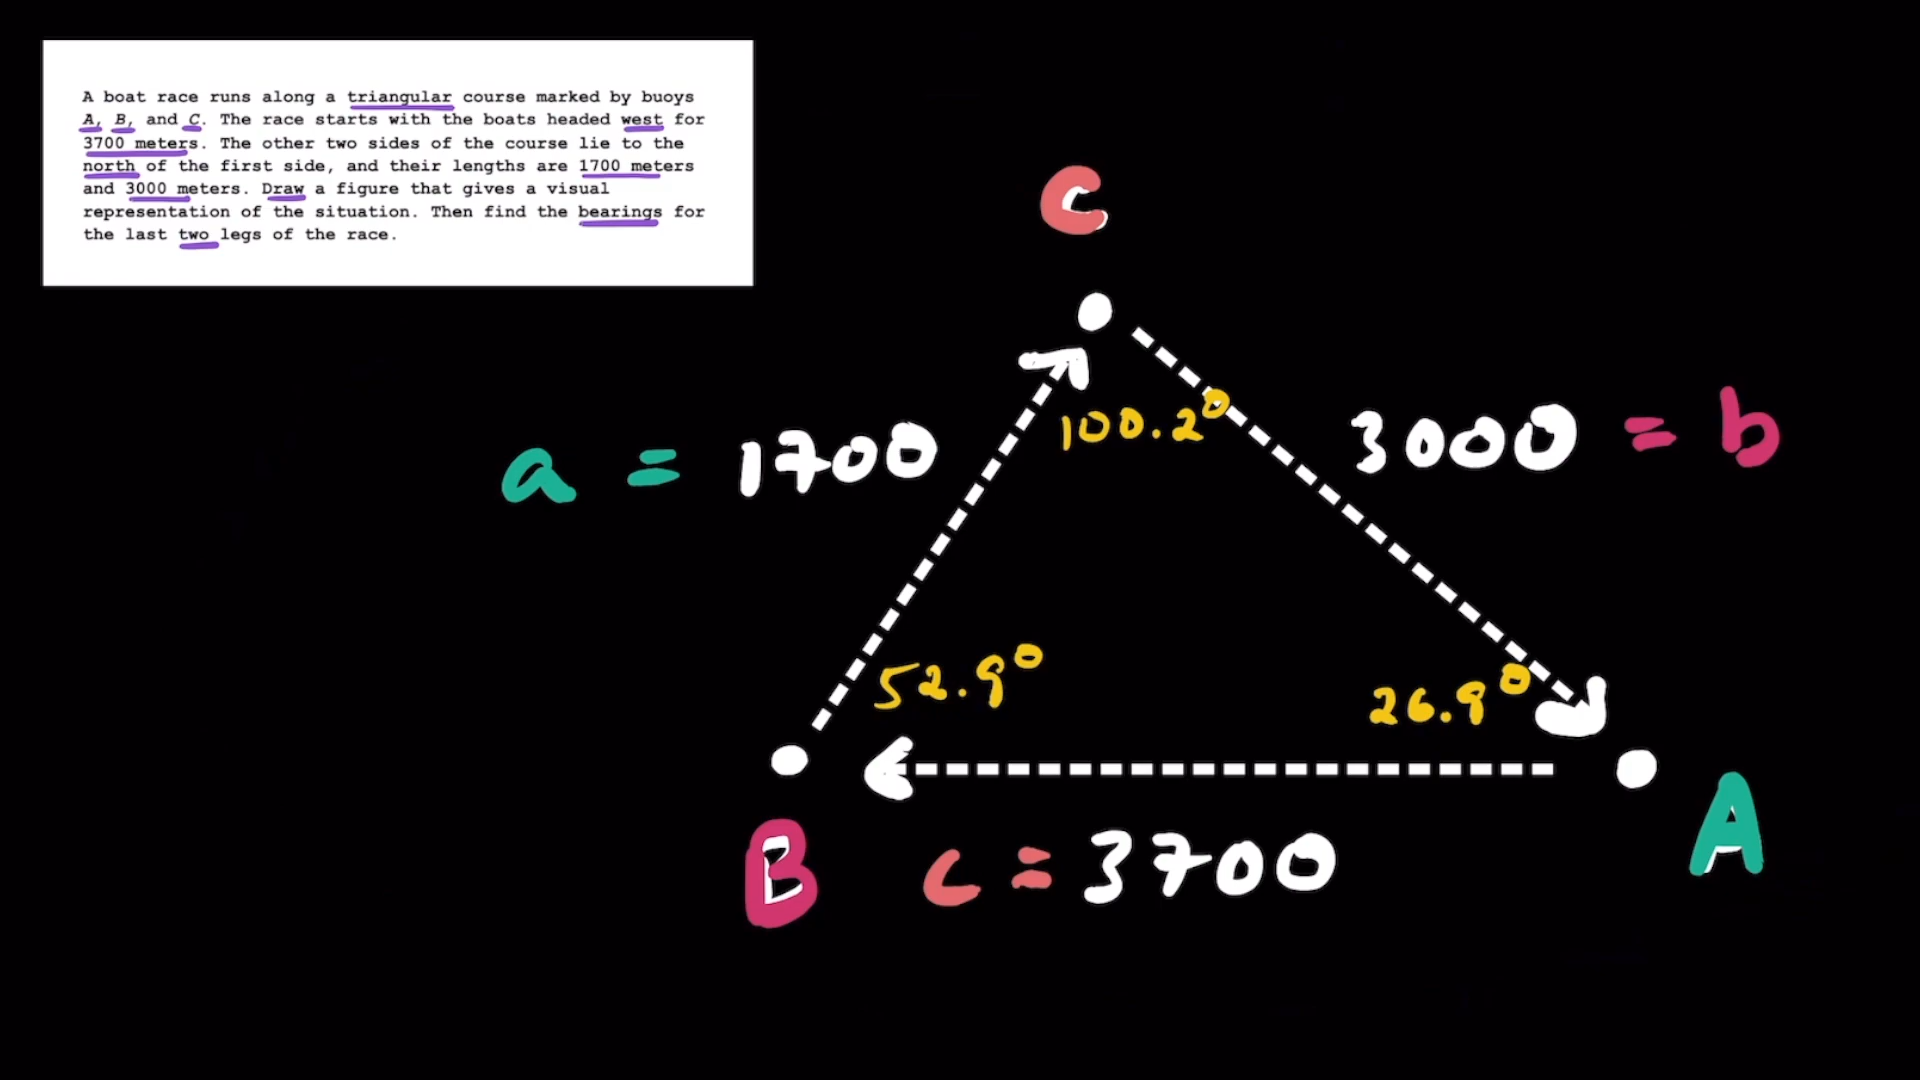 A boat race runs along a triangular course marked by buoys
A, B, and C. The race starts with the boats headed west for
3700 meters. The other two sides of the course lie to the
north of the first side, and their lengths are 1700 meters
and 3000 meters. Draw a figure that gives a visual
representation of the situation. Then find the bearings for
the last two legs of the race.
C
100.2°
a = 1700
3000 = b
52.9°
26.9°
B
c = 3700
A